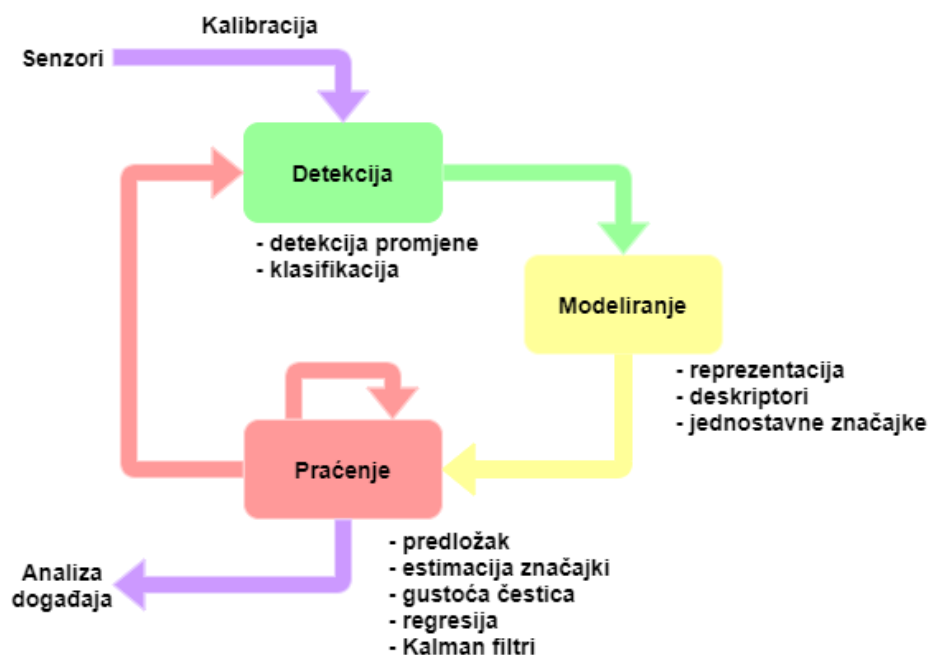 Kalibracija
Senzori
Detekcija
- detekcija promjene
- klasifikacija
Modeliranje
- reprezentacija
- deskriptori
- jednostavne značajke
Praćenje
- predložak
- estimacija značajki
- gustoća čestica
- regresija
- Kalman filtri
Analiza
događaja